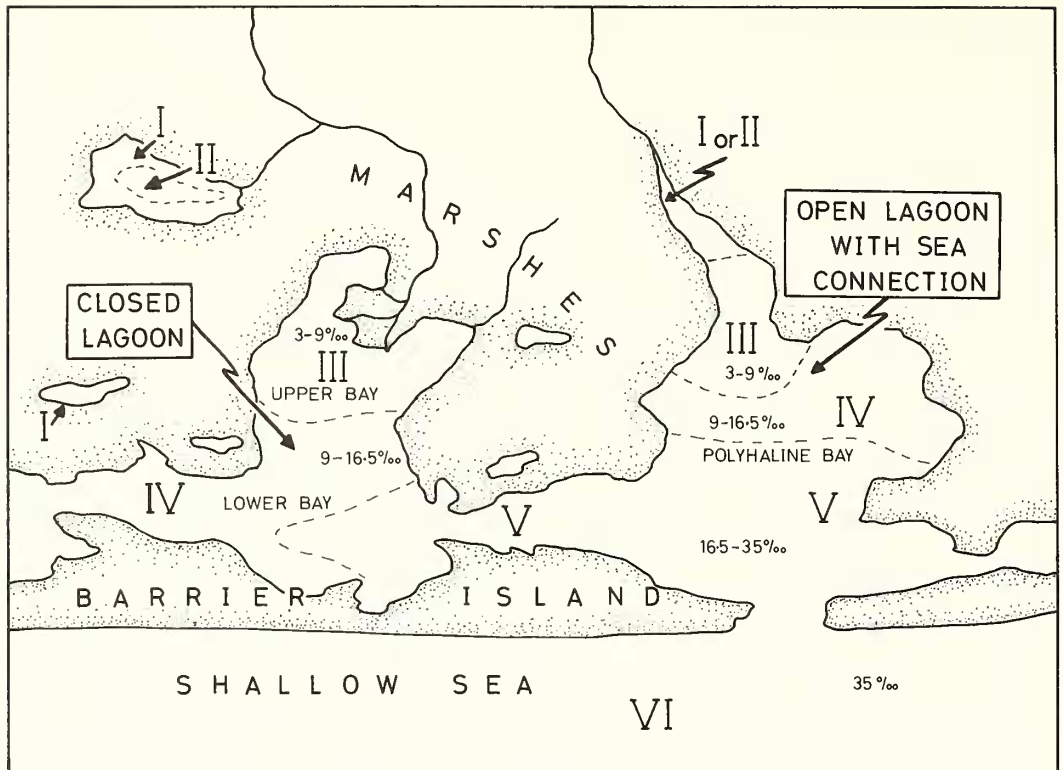 I
II
I or II
MARSHES
OPEN LAGOON
WITH SEA
CONNECTION
CLOSED
LAGOON
3-9‰
III
UPPER BAY
III
3-9‰
I
9-16·5‰
IV
9-16.5‰
POLYHALINE BAY
IV
LOWER BAY
V
V
16·5-35‰
BARRIER ISLAND
SHALLOW SEA
35‰
VI